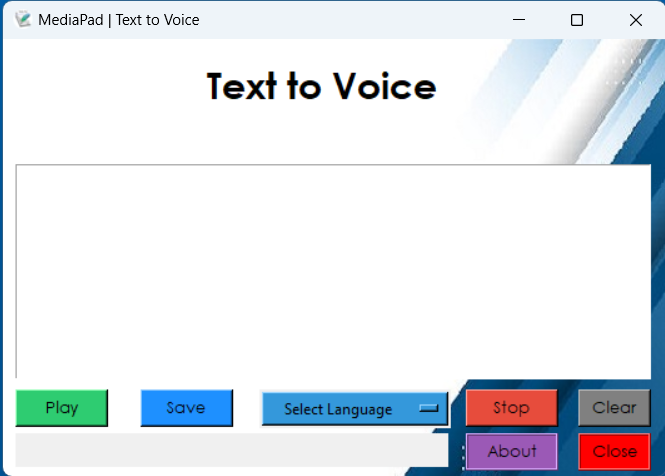 MediaPad | Text to Voice
Text to Voice
Play Save Select Language Stop Clear
About Close